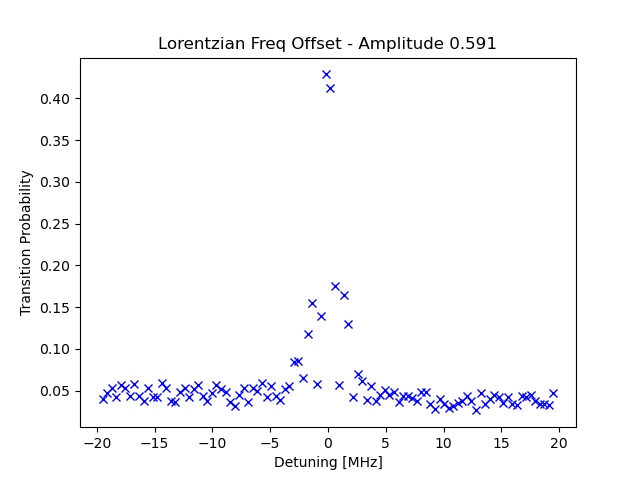 Lorentzian Freq Offset - Amplitude 0.591
0.40
0.35
0.30
0.25
0.20
0.15
0.10
0.05
Transition Probability
−20 −15 −10 −5 0 5 10 15 20
Detuning [MHz]